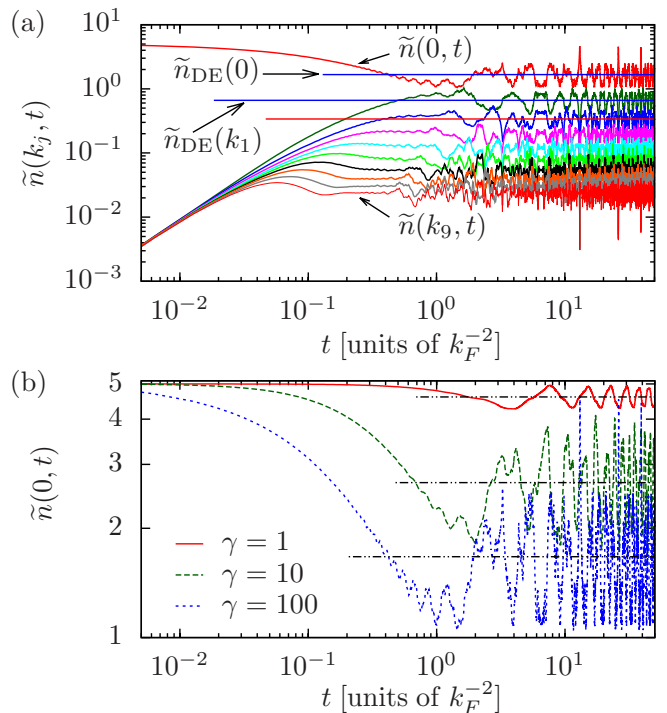 (a)
10^1
10^0
10^{-1}
10^{-2}
10^{-3}
ñ(k_j, t)
ñ(0, t)
ñ_DE(0)
ñ_DE(k_1)
ñ(k_9, t)
10^{-2} 10^{-1} 10^0 10^1
t [units of k_F^{-2}]
(b)
5
4
3
2
1
ñ(0, t)
γ = 1
γ = 10
γ = 100
10^{-2} 10^{-1} 10^0 10^1
t [units of k_F^{-2}]